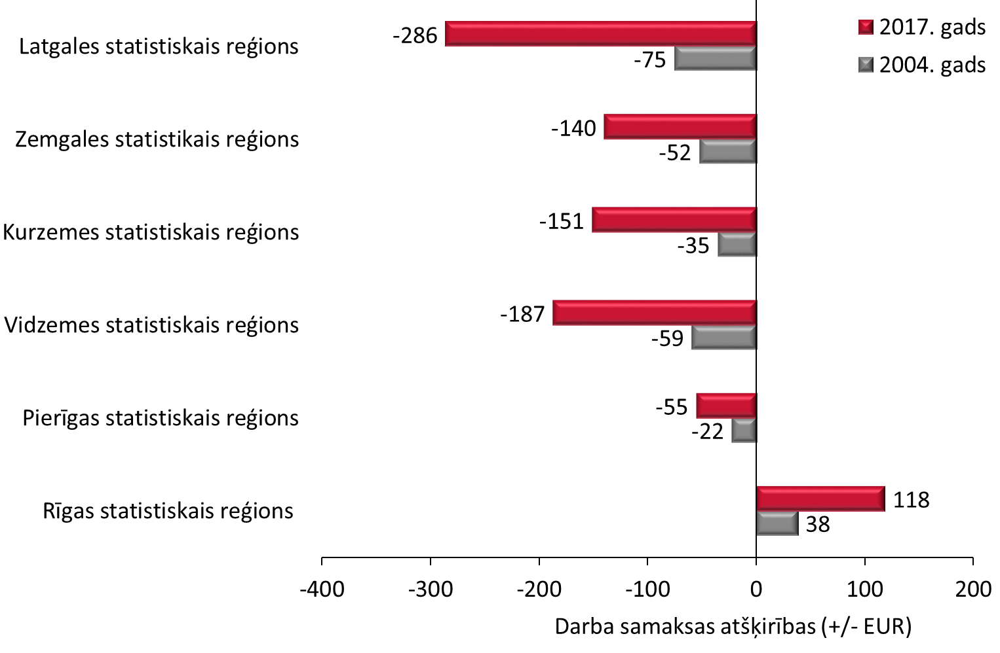 2017. gads
2004. gads
Latgales statistiskais reģions
-286
-75
Zemgales statistikais reģions
-140
-52
Kurzemes statistiskais reģions
-151
-35
Vidzemes statistiskais reģions
-187
-59
Pierīgas statistiskais reģions
-55
-22
Rīgas statistiskais reģions
118
38
-400 -300 -200 -100 0 100 200
Darba samaksas atšķirības (+/- EUR)